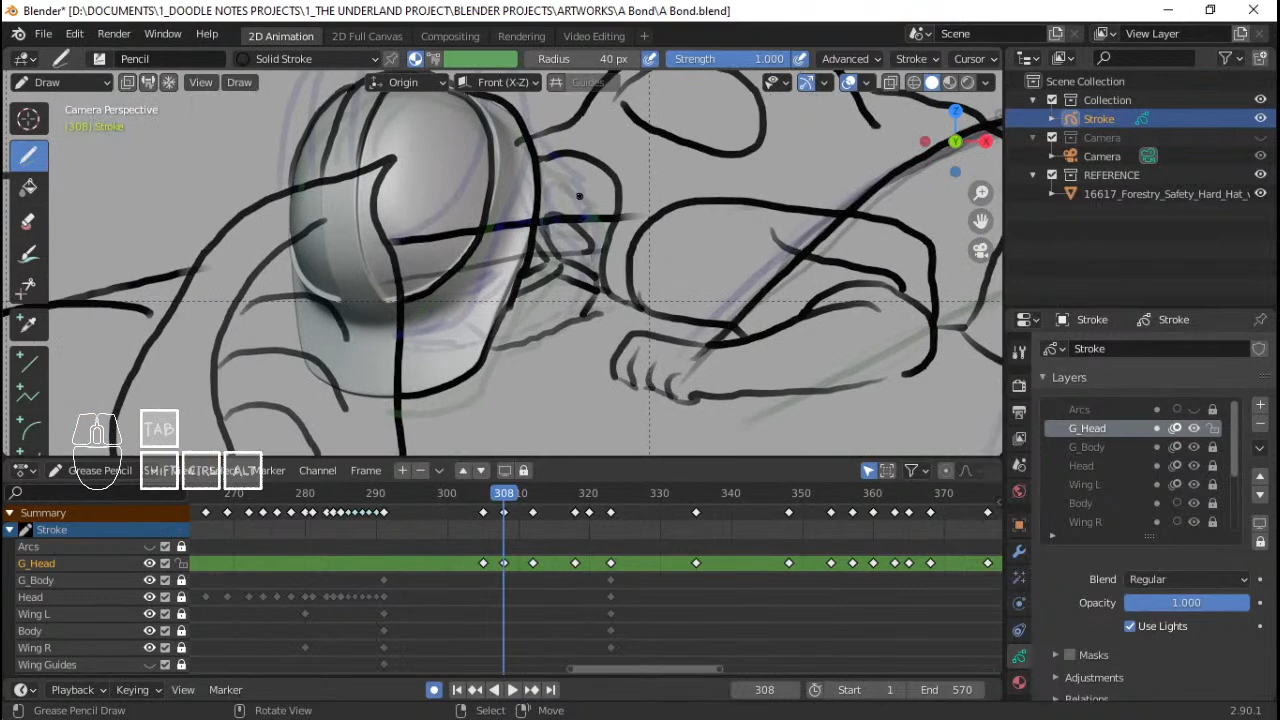 Blender* [D:\DOCUMENTS\1_DOODLE NOTES PROJECTS\1_THE UNDERLAND PROJECT\BLENDER PROJECTS\ARTWORKS\A Bond\A Bond.blend]
File Edit Render Window Help 2D Animation 2D Full Canvas Compositing Rendering Video Editing + Scene View Layer
Pencil Solid Stroke Radius 40 px Strength 1.000 Advanced Stroke Cursor
Draw View Draw Origin Front (X-Z) Guides
Camera Perspective
(308) Stroke
Z
Y X
Scene Collection
Collection
Stroke
Camera
Camera
REFERENCE
16617_Forestry_Safety_Hard_Hat_
Stroke Stroke
Stroke
Layers
Arcs
G_Head
G_Body
Head
Wing L
Body
Wing R
Blend Regular
Opacity 1.000
Use Lights
Masks
Adjustments
Relations
TAB
SHIFT CTRL ALT
Grease Pencil View Select Marker Channel Frame
270 280 290 300 308 320 330 340 350 360 370
Summary
Stroke
Arcs
G_Head
G_Body
Head
Wing L
Body
Wing R
Wing Guides
Playback Keying View Marker 308 Start 1 End 570
Grease Pencil Draw Rotate View Select Move 2.90.1